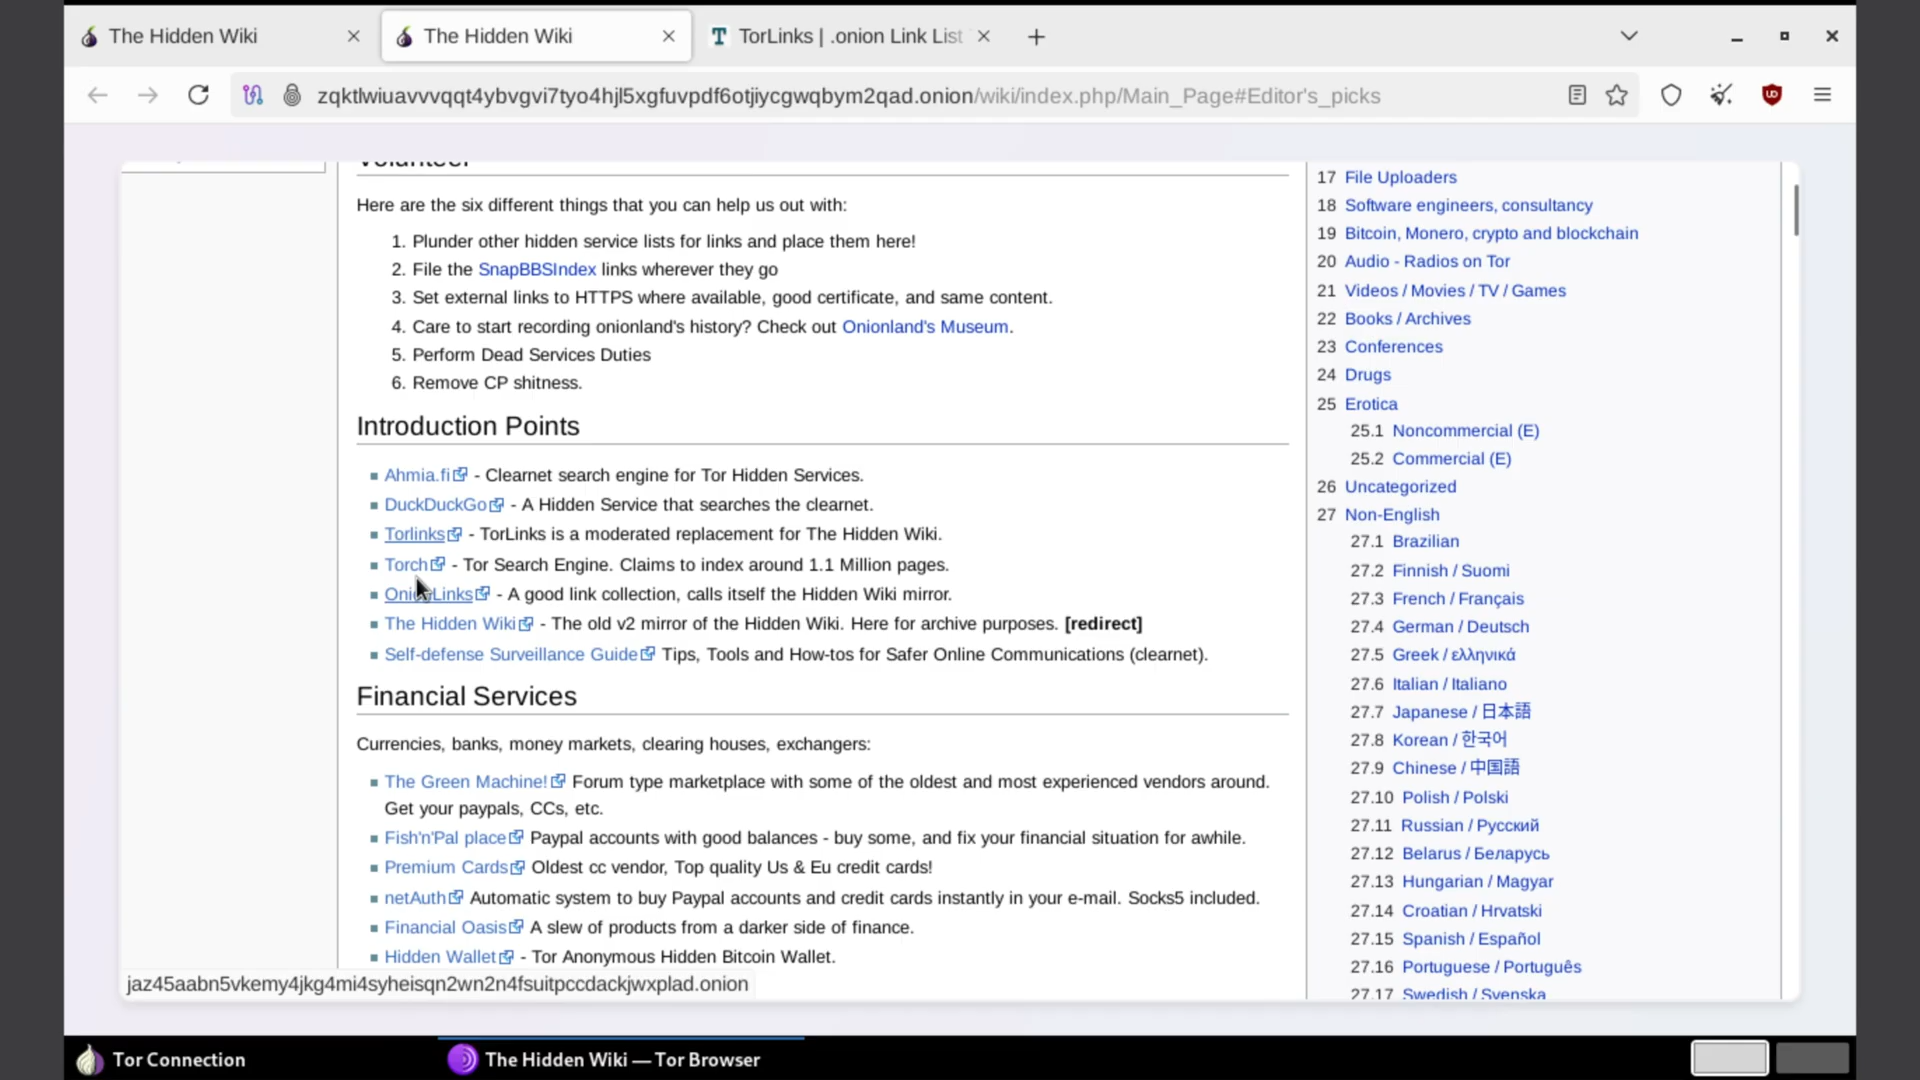 The Hidden Wiki
The Hidden Wiki
TorLinks | .onion Link List
zqktlwiuavvvqqt4ybvgvi7tyo4hjl5xgfuvpdf6otjiycgwqbym2qad.onion/wiki/index.php/Main_Page#Editor's_picks
Volunteer
Here are the six different things that you can help us out with:
1. Plunder other hidden service lists for links and place them here!
2. File the SnapBBSIndex links wherever they go
3. Set external links to HTTPS where available, good certificate, and same content.
4. Care to start recording onionland's history? Check out Onionland's Museum.
5. Perform Dead Services Duties
6. Remove CP shitness.
Introduction Points
Ahmia.fi - Clearnet search engine for Tor Hidden Services.
DuckDuckGo - A Hidden Service that searches the clearnet.
Torlinks - TorLinks is a moderated replacement for The Hidden Wiki.
Torch - Tor Search Engine. Claims to index around 1.1 Million pages.
OnionLinks - A good link collection, calls itself the Hidden Wiki mirror.
The Hidden Wiki - The old v2 mirror of the Hidden Wiki. Here for archive purposes. [redirect]
Self-defense Surveillance Guide Tips, Tools and How-tos for Safer Online Communications (clearnet).
Financial Services
Currencies, banks, money markets, clearing houses, exchangers:
The Green Machine! Forum type marketplace with some of the oldest and most experienced vendors around.
Get your paypals, CCs, etc.
Fish'n'Pal place Paypal accounts with good balances - buy some, and fix your financial situation for awhile.
Premium Cards Oldest cc vendor, Top quality Us & Eu credit cards!
netAuth Automatic system to buy Paypal accounts and credit cards instantly in your e-mail. Socks5 included.
Financial Oasis A slew of products from a darker side of finance.
Hidden Wallet - Tor Anonymous Hidden Bitcoin Wallet.
jaz45aabn5vkemy4jkg4mi4syheisqn2wn2n4fsuitpccdackjwxplad.onion
17 File Uploaders
18 Software engineers, consultancy
19 Bitcoin, Monero, crypto and blockchain
20 Audio - Radios on Tor
21 Videos / Movies / TV / Games
22 Books / Archives
23 Conferences
24 Drugs
25 Erotica
25.1 Noncommercial (E)
25.2 Commercial (E)
26 Uncategorized
27 Non-English
27.1 Brazilian
27.2 Finnish / Suomi
27.3 French / Français
27.4 German / Deutsch
27.5 Greek / ελληνικά
27.6 Italian / Italiano
27.7 Japanese / 日本語
27.8 Korean / 한국어
27.9 Chinese / 中国語
27.10 Polish / Polski
27.11 Russian / Русский
27.12 Belarus / Беларусь
27.13 Hungarian / Magyar
27.14 Croatian / Hrvatski
27.15 Spanish / Español
27.16 Portuguese / Português
27.17 Swedish / Svenska
Tor Connection
The Hidden Wiki — Tor Browser